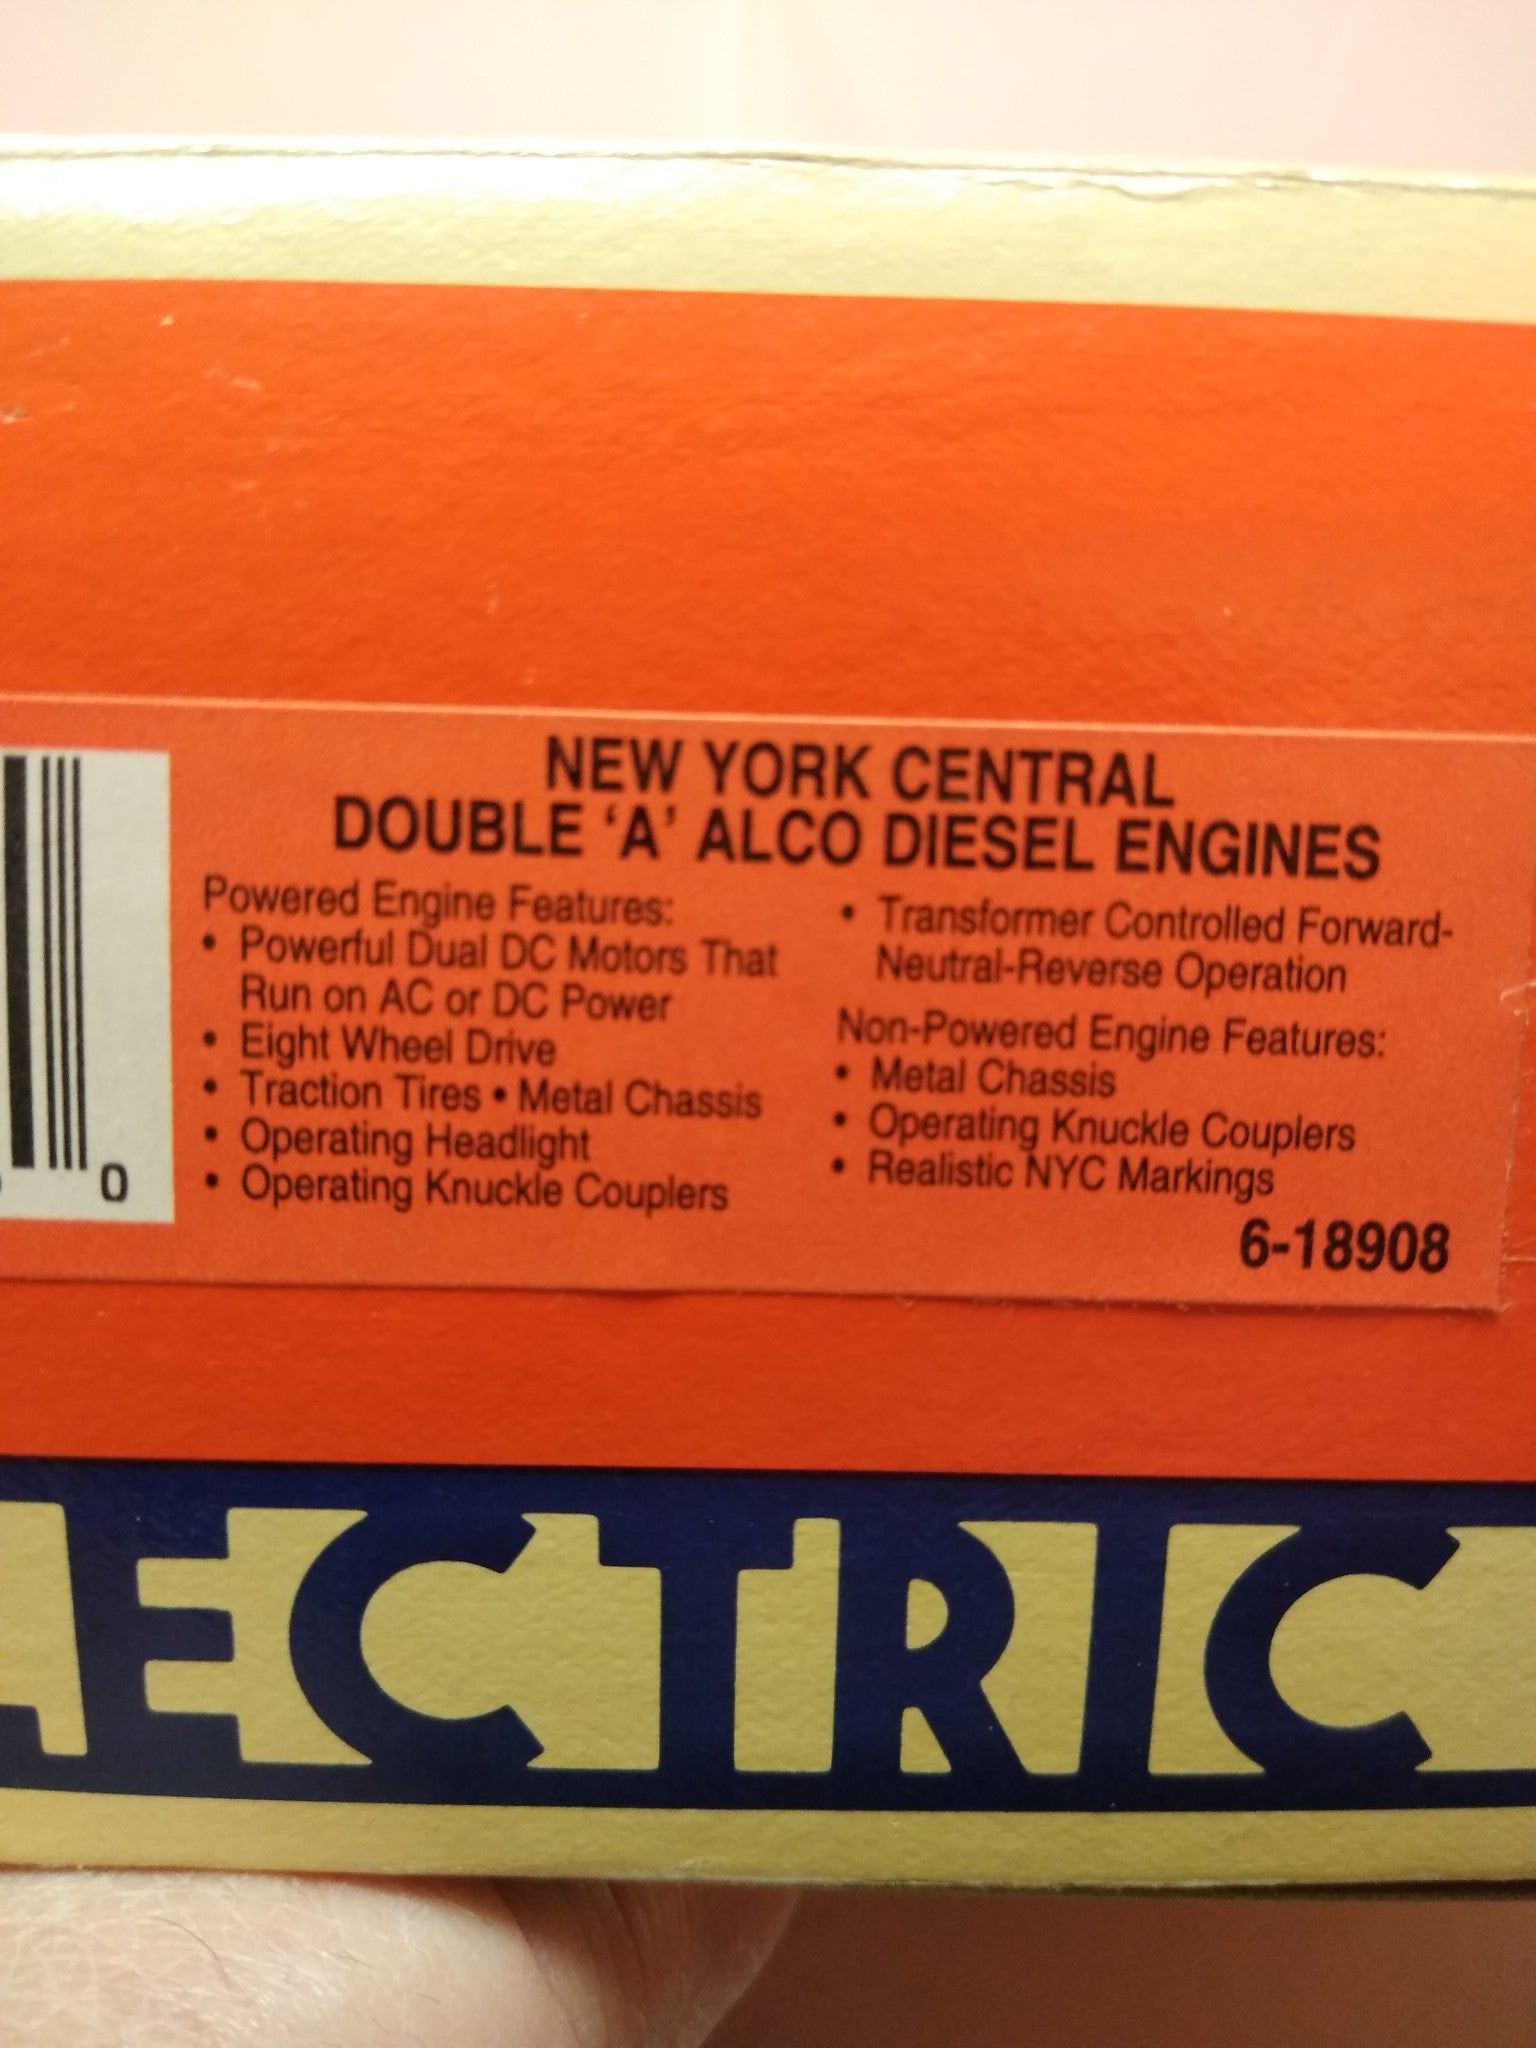 NEW YORK CENTRAL
DOUBLE ‘A’ ALCO DIESEL ENGINES
Powered Engine Features:
• Powerful Dual DC Motors That
Run on AC or DC Power
• Eight Wheel Drive
• Traction Tires • Metal Chassis
• Operating Headlight
• Operating Knuckle Couplers
• Transformer Controlled Forward-
Neutral-Reverse Operation
Non-Powered Engine Features:
• Metal Chassis
• Operating Knuckle Couplers
• Realistic NYC Markings
6-18908
0
LECTRIC